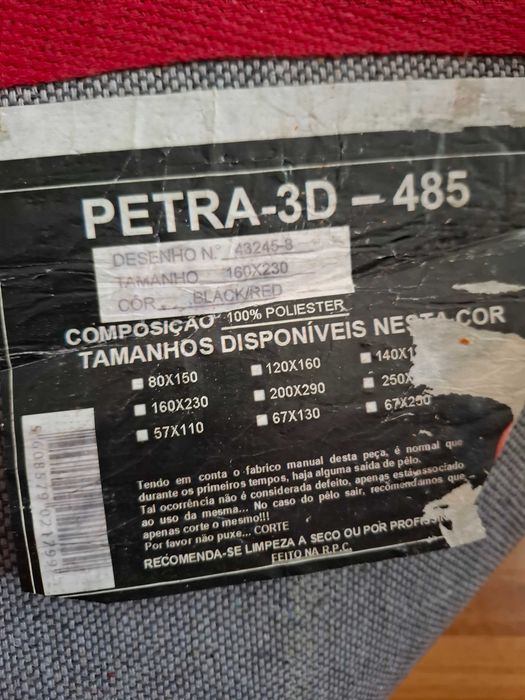 PETRA-3D - 485
DESENHO N.º 43245-8
TAMANHO 160X230
COR BLACK/RED
COMPOSIÇÃO 100% POLIESTER
TAMANHOS DISPONÍVEIS NESTA COR
80X150 120X160
160X230 200X290
57X110 67X130
Tendo em conta o fabrico manual desta peça, é normal que
durante os primeiros tempos, haja alguma saída de pêlo.
Tal ocorrência não é considerada defeito, apenas está associado
ao uso da mesma... No caso do pêlo sair, recomendamos que
apenas corte o mesmo!!!
Por favor não puxe... CORTE
RECOMENDA-SE LIMPEZA A SECO OU POR
FEITO NA R.P.C.